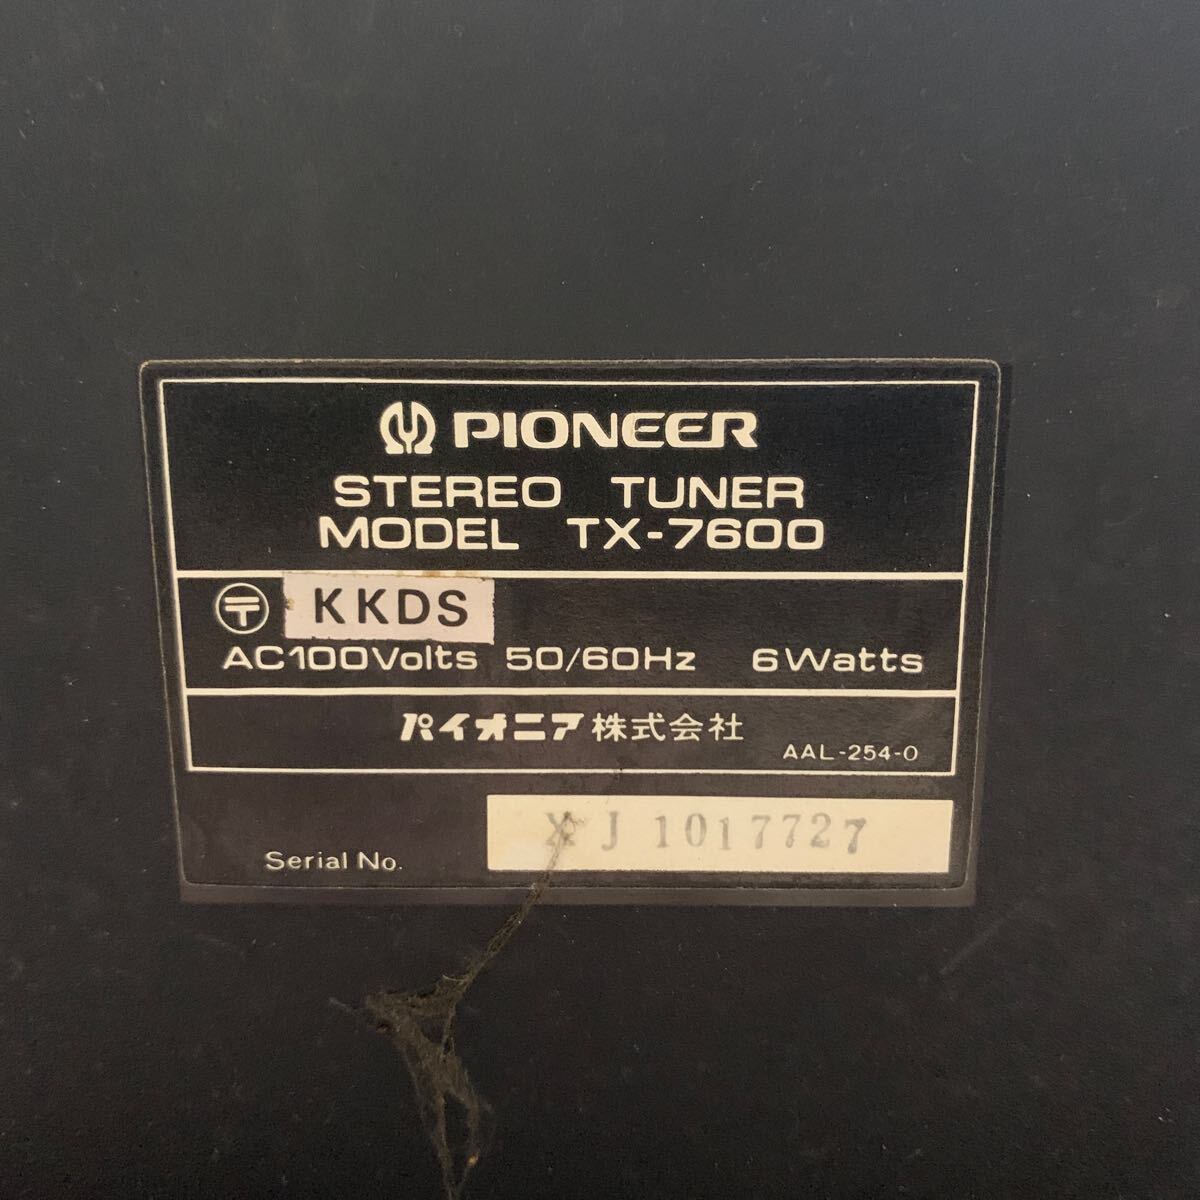 PIONEER
STEREO TUNER
MODEL TX-7600
〒 KKDS
AC100Volts 50/60Hz 6Watts
パイオニア株式会社
AAL-254-0
Serial No. XJ 1017727